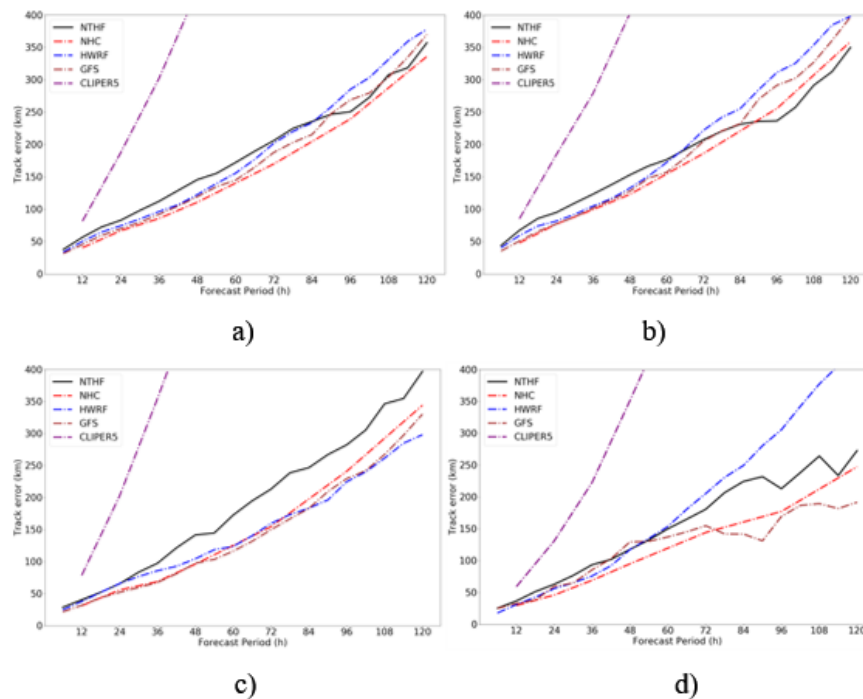 400
350
300
250
200
150
100
50
0
Track error (km)
NTHF
NHC
HWRF
GFS
CLIPER5
12 24 36 48 60 72 84 96 108 120
Forecast Period (h)
a)
400
350
300
250
200
150
100
50
0
Track error (km)
NTHF
NHC
HWRF
GFS
CLIPER5
12 24 36 48 60 72 84 96 108 120
Forecast Period (h)
b)
400
350
300
250
200
150
100
50
0
Track error (km)
NTHF
NHC
HWRF
GFS
CLIPER5
12 24 36 48 60 72 84 96 108 120
Forecast Period (h)
c)
400
350
300
250
200
150
100
50
0
Track error (km)
NTHF
NHC
HWRF
GFS
CLIPER5
12 24 36 48 60 72 84 96 108 120
Forecast Period (h)
d)